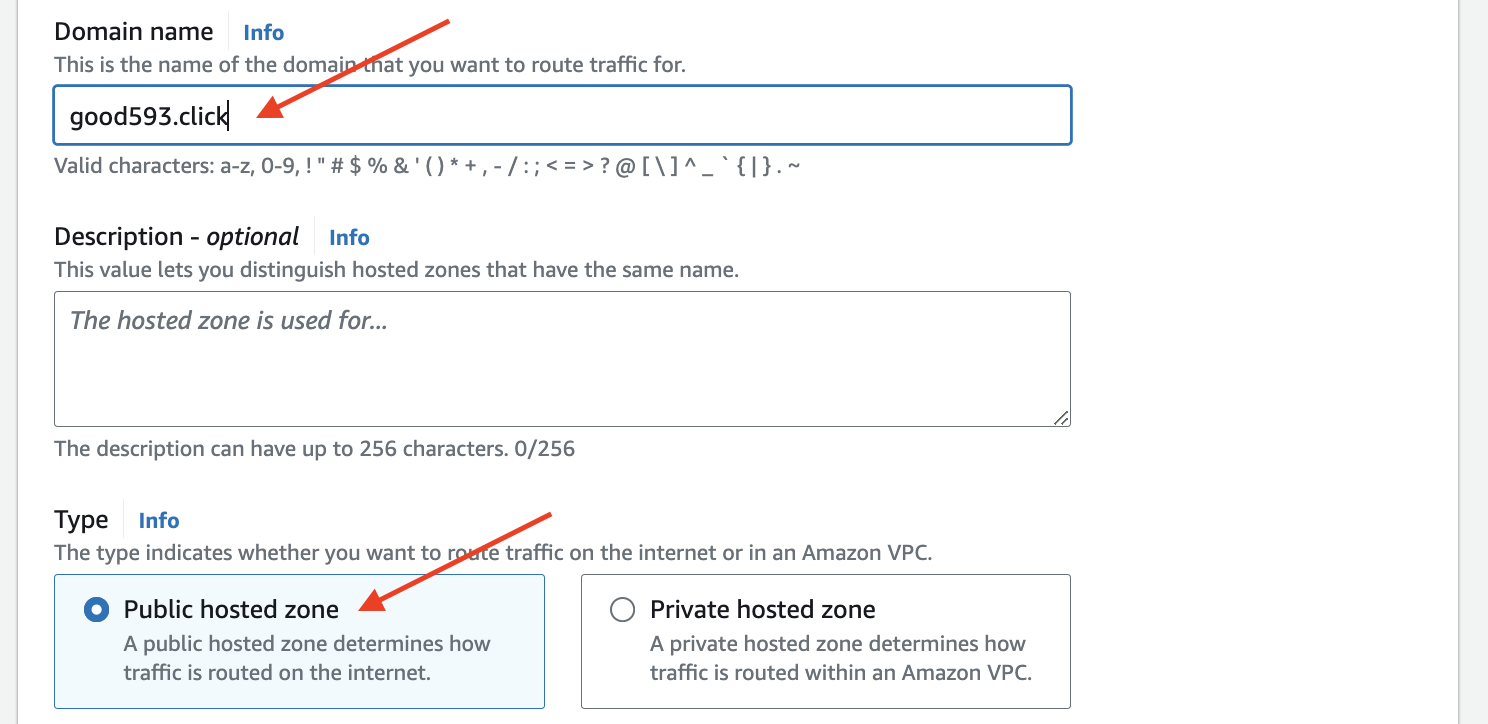 Domain name Info
This is the name of the domain that you want to route traffic for.
good593.click
Valid characters: a-z, 0-9, ! " # $ % & ' ( ) * + , - / : ; < = > ? @ [ \ ] ^ _ ` { | } . ~
Description - optional Info
This value lets you distinguish hosted zones that have the same name.
The hosted zone is used for...
The description can have up to 256 characters. 0/256
Type Info
The type indicates whether you want to route traffic on the internet or in an Amazon VPC.
Public hosted zone
A public hosted zone determines how
traffic is routed on the internet.
Private hosted zone
A private hosted zone determines how
traffic is routed within an Amazon VPC.